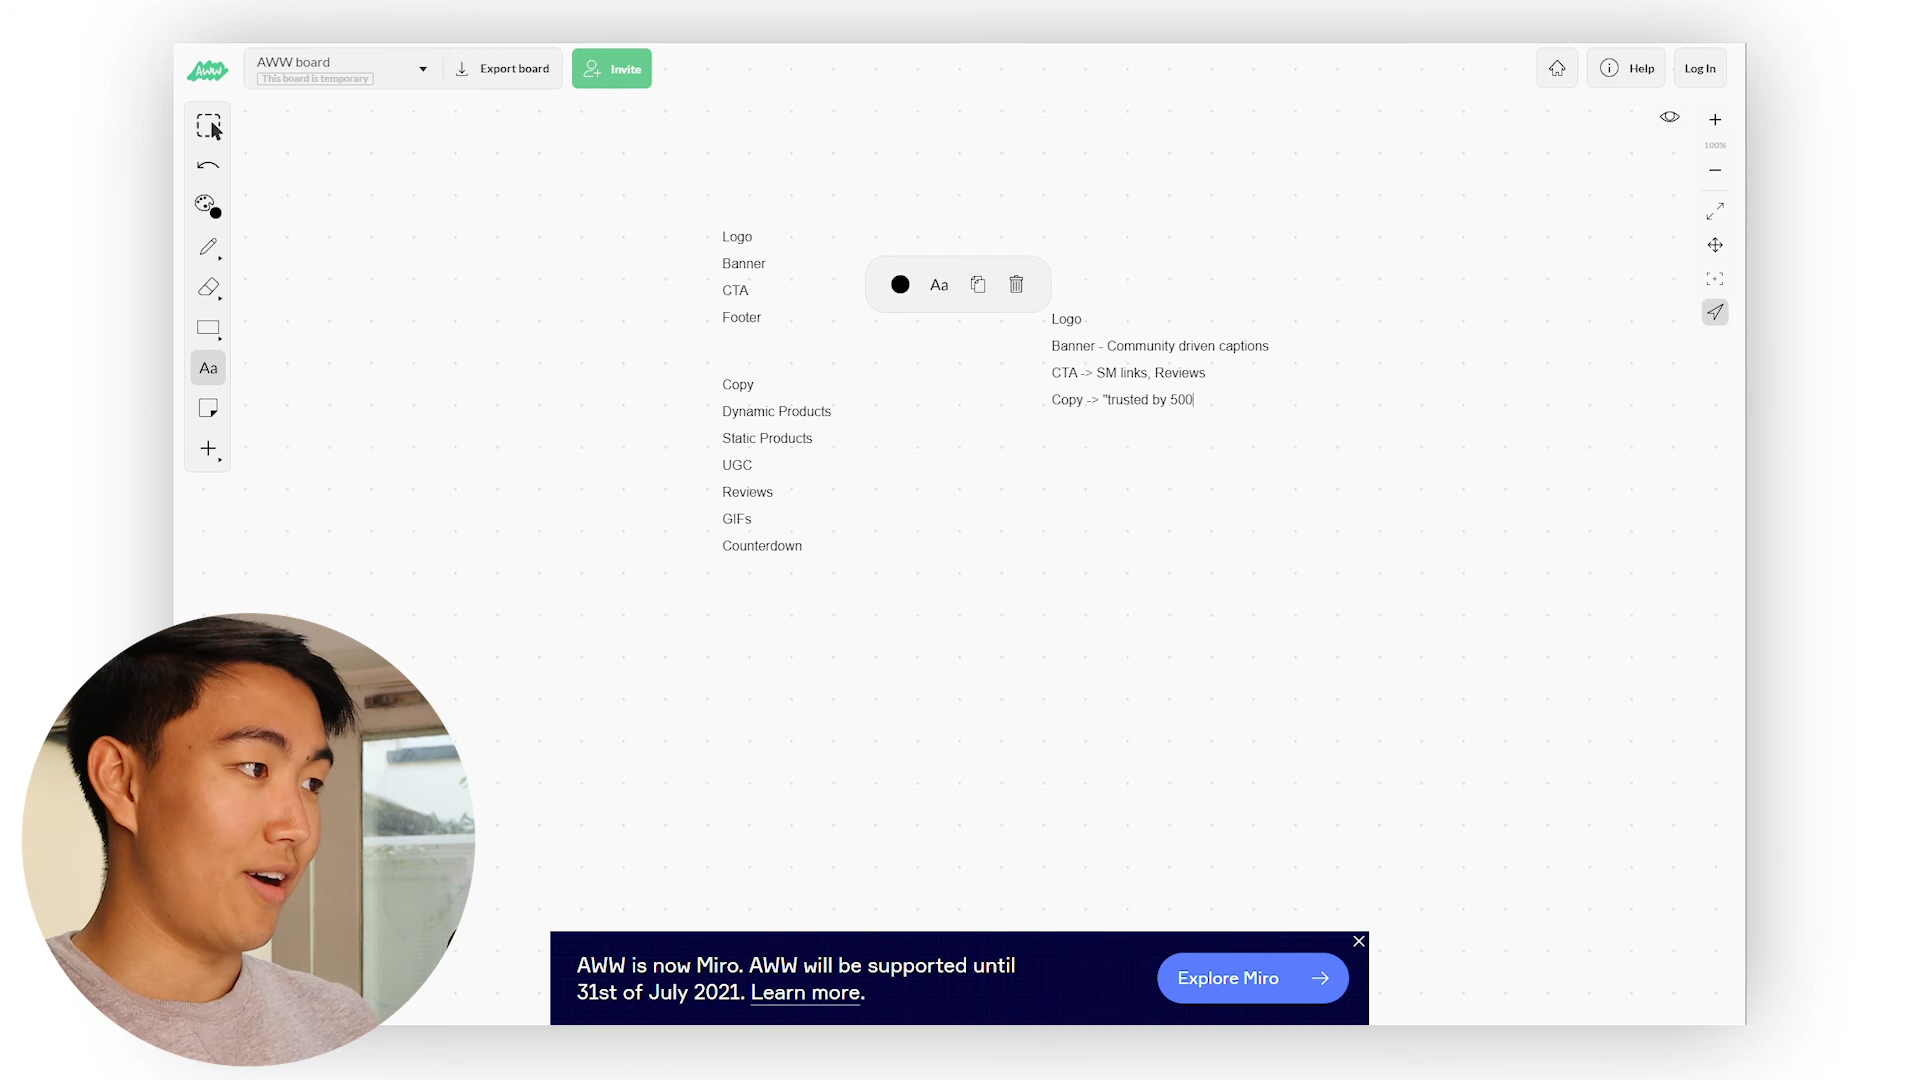 AWW
AWW board
This board is temporary
Export board
Invite
Help
Log In
100%
Aa
Logo
Banner
CTA
Footer
Copy
Dynamic Products
Static Products
UGC
Reviews
GIFs
Counterdown
Aa
Logo
Banner - Community driven captions
CTA -> SM links, Reviews
Copy -> "trusted by 500
AWW is now Miro. AWW will be supported until
31st of July 2021. Learn more.
Explore Miro